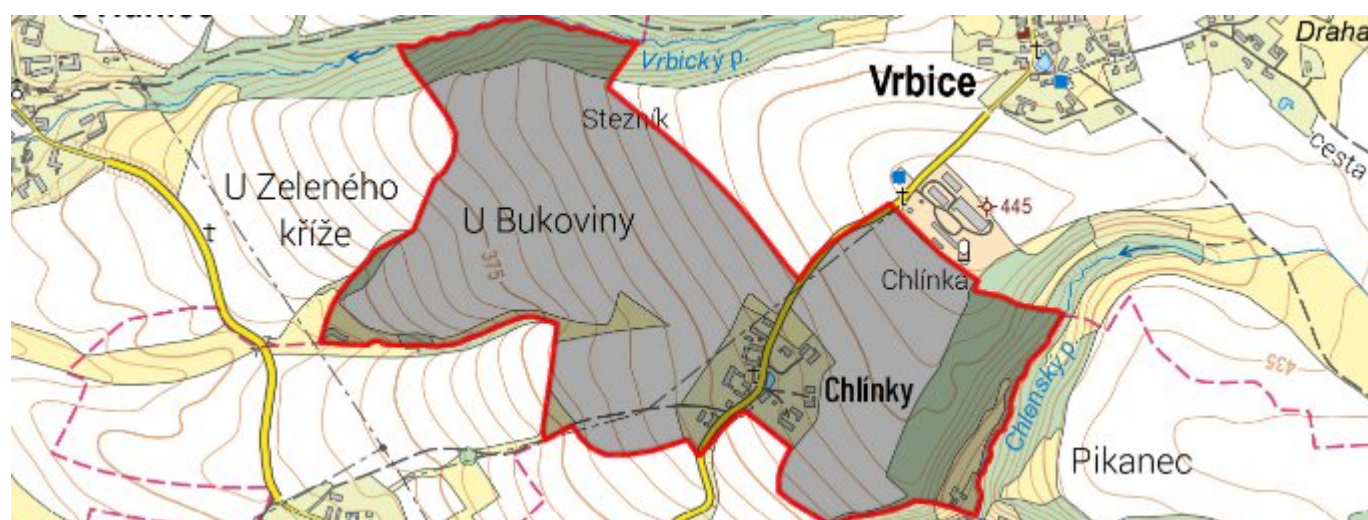 Draha
Vrbický p.
Vrbice
Stezník
cesta
U Zeleného
kříže
U Bukoviny
445
375
Chlínka
435
Chlínky
Chlenský p.
Pikanec